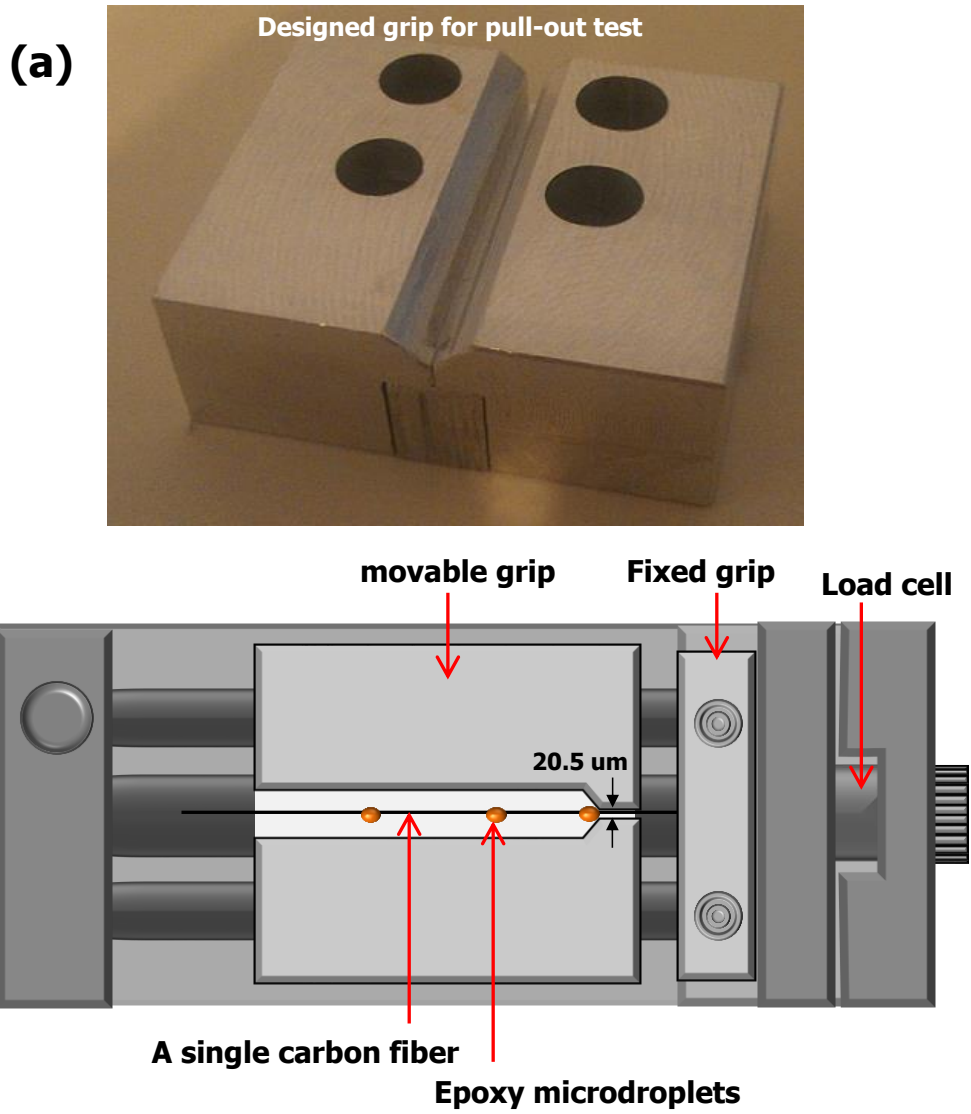 Designed grip for pull-out test
(a)
movable grip
Fixed grip
Load cell
20.5 um
A single carbon fiber
Epoxy microdroplets